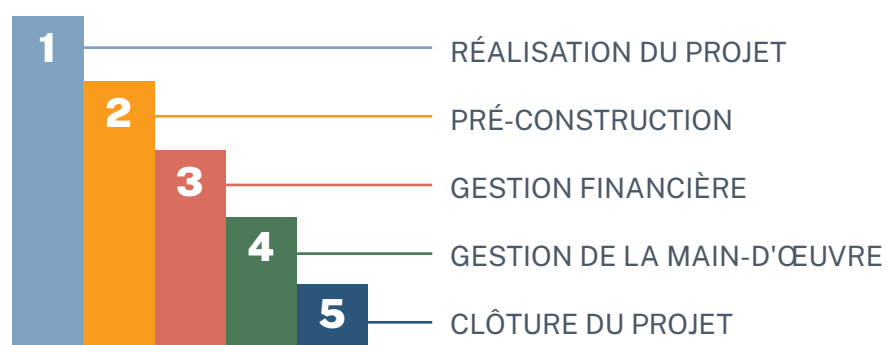 1 RÉALISATION DU PROJET
2 PRÉ-CONSTRUCTION
3 GESTION FINANCIÈRE
4 GESTION DE LA MAIN-D'ŒUVRE
5 CLÔTURE DU PROJET